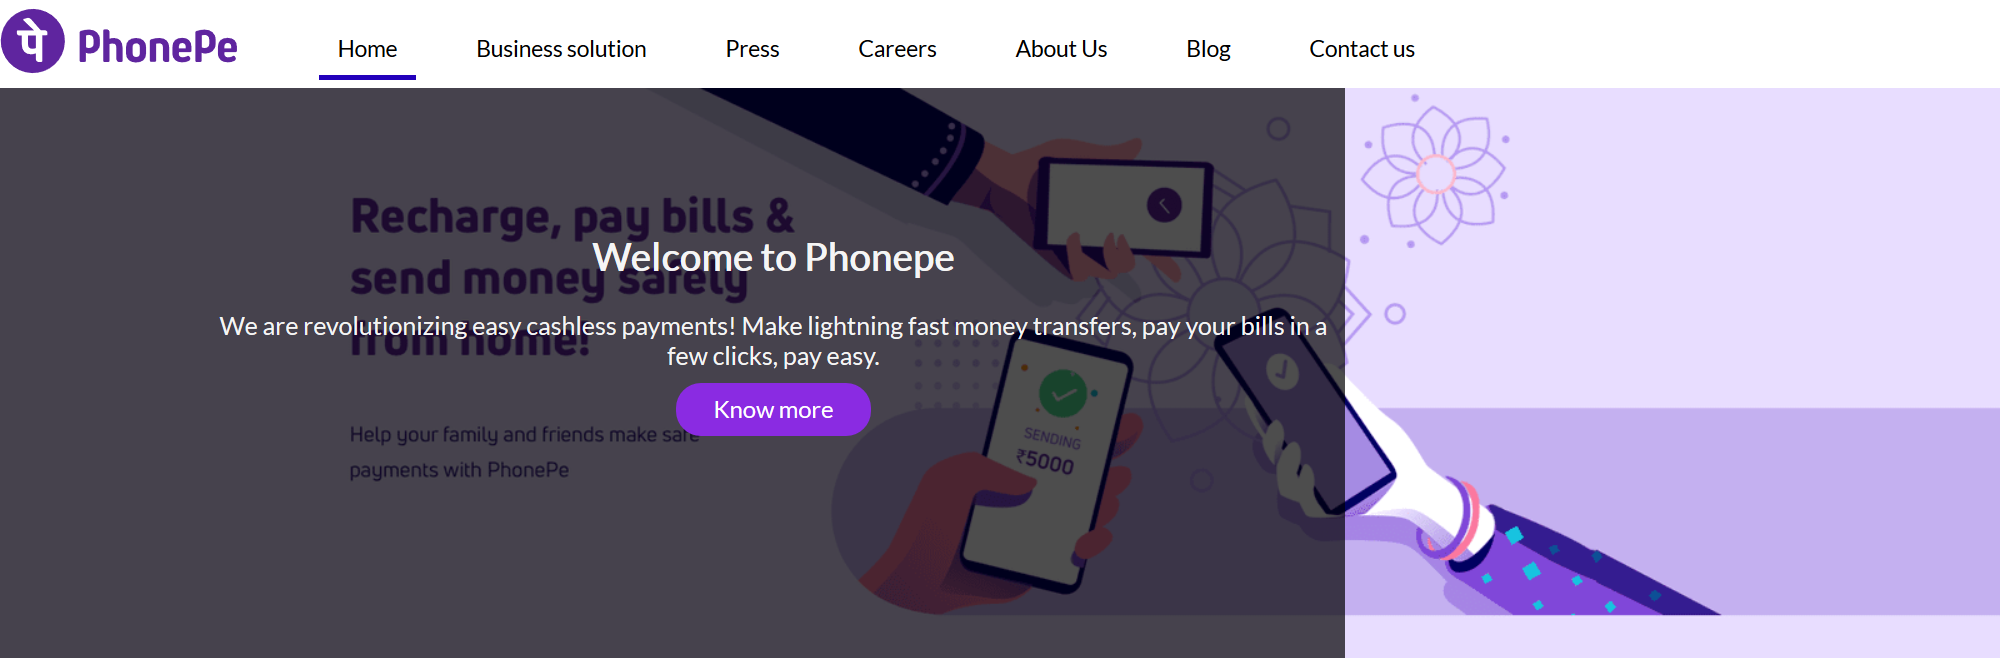 पे PhonePe
Home Business solution Press Careers About Us Blog Contact us
Recharge, pay bills &
send money safely
from home!
Welcome to Phonepe
We are revolutionizing easy cashless payments! Make lightning fast money transfers, pay your bills in a
few clicks, pay easy.
Know more
Help your family and friends make safe
payments with PhonePe
SENDING
₹5000